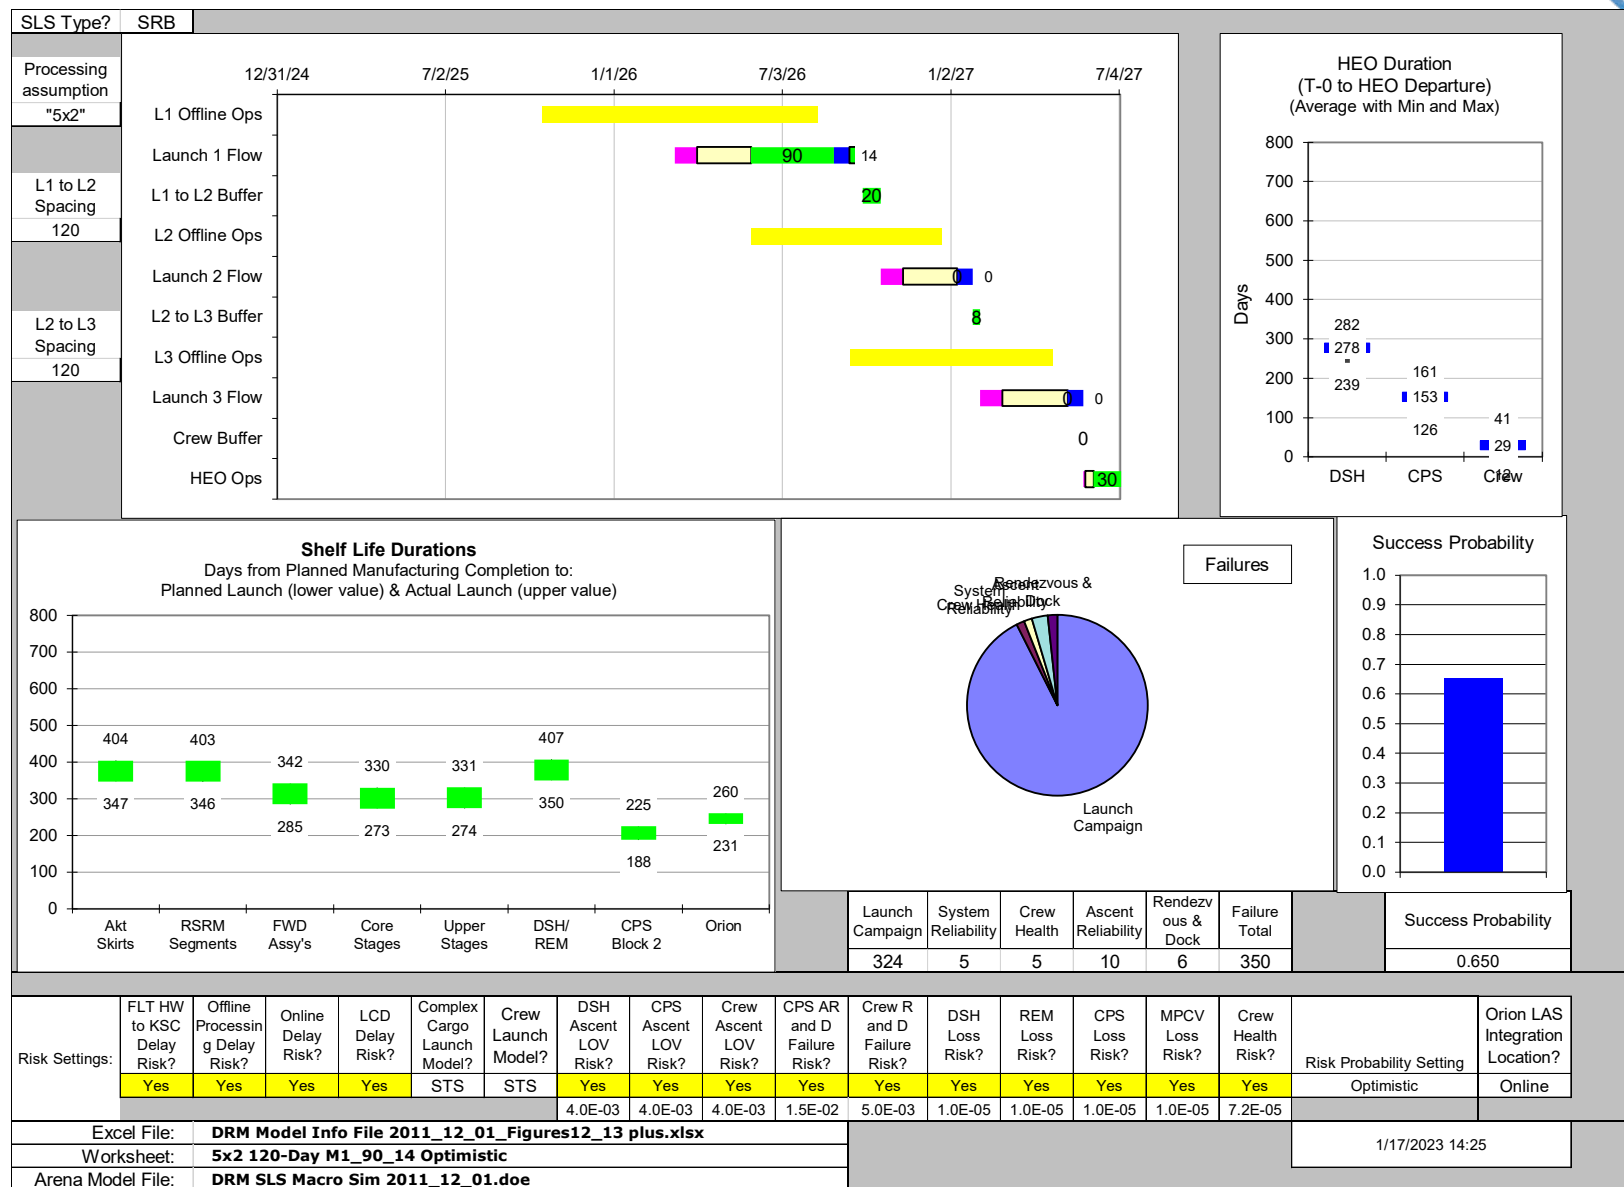 SLS Type? SRB
Processing
assumption
"5x2"
L1 to L2
Spacing
120
L2 to L3
Spacing
120
12/31/24 7/2/25 1/1/26 7/3/26 1/2/27 7/4/27
L1 Offline Ops
Launch 1 Flow 90 14
L1 to L2 Buffer 20
L2 Offline Ops
Launch 2 Flow 0 0
L2 to L3 Buffer 8
L3 Offline Ops
Launch 3 Flow 0 0
Crew Buffer 0
HEO Ops 30
HEO Duration
(T-0 to HEO Departure)
(Average with Min and Max)
Days
800
700
600
500
400
300
200
100
0
282
278
239
161
153
126
41
29
12
DSH CPS Crew
Shelf Life Durations
Days from Planned Manufacturing Completion to:
Planned Launch (lower value) & Actual Launch (upper value)
800
700
600
500
400
300
200
100
0
404 403 342 330 331 407 225 260
347 346 285 273 274 350 188 231
Akt
Skirts
RSRM
Segments
FWD
Assy's
Core
Stages
Upper
Stages
DSH/
REM
CPS
Block 2
Orion
Failures
Crew Health
System
Reliability
Ascent
Reliability
Rendezvous &
Dock
Launch
Campaign
Success Probability
1.0
0.9
0.8
0.7
0.6
0.5
0.4
0.3
0.2
0.1
0.0
Launch
Campaign
System
Reliability
Crew
Health
Ascent
Reliability
Rendezv
ous &
Dock
Failure
Total
324 5 5 10 6 350
Success Probability
0.650
Risk Settings:
FLT HW
to KSC
Delay
Risk?
Offline
Processin
g Delay
Risk?
Online
Delay
Risk?
LCD
Delay
Risk?
Complex
Cargo
Launch
Model?
Crew
Launch
Model?
DSH
Ascent
LOV
Risk?
CPS
Ascent
LOV
Risk?
Crew
Ascent
LOV
Risk?
CPS AR
and D
Failure
Risk?
Crew R
and D
Failure
Risk?
DSH
Loss
Risk?
REM
Loss
Risk?
CPS
Loss
Risk?
MPCV
Loss
Risk?
Crew
Health
Risk?
Risk Probability Setting
Orion LAS
Integration
Location?
Yes Yes Yes Yes STS STS Yes Yes Yes Yes Yes Yes Yes Yes Yes Yes Optimistic Online
4.0E-03 4.0E-03 4.0E-03 1.5E-02 5.0E-03 1.0E-05 1.0E-05 1.0E-05 1.0E-05 7.2E-05
Excel File: DRM Model Info File 2011_12_01_Figures12_13 plus.xlsx
Worksheet: 5x2 120-Day M1_90_14 Optimistic
Arena Model File: DRM SLS Macro Sim 2011_12_01.doe
1/17/2023 14:25